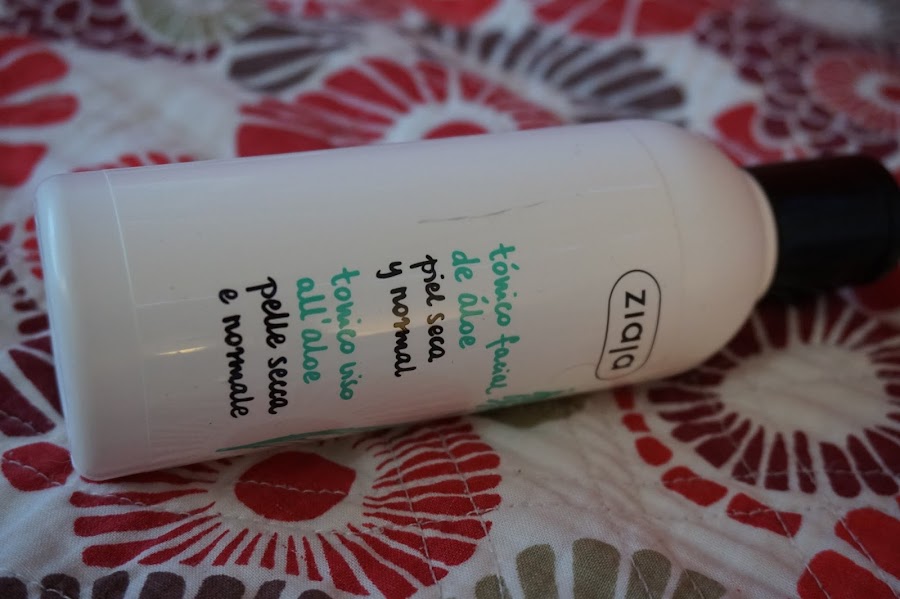 ziaja
tónico facial
de áloe
piel seca
y normal
tonico viso
all'aloe
pelle secca
e normale